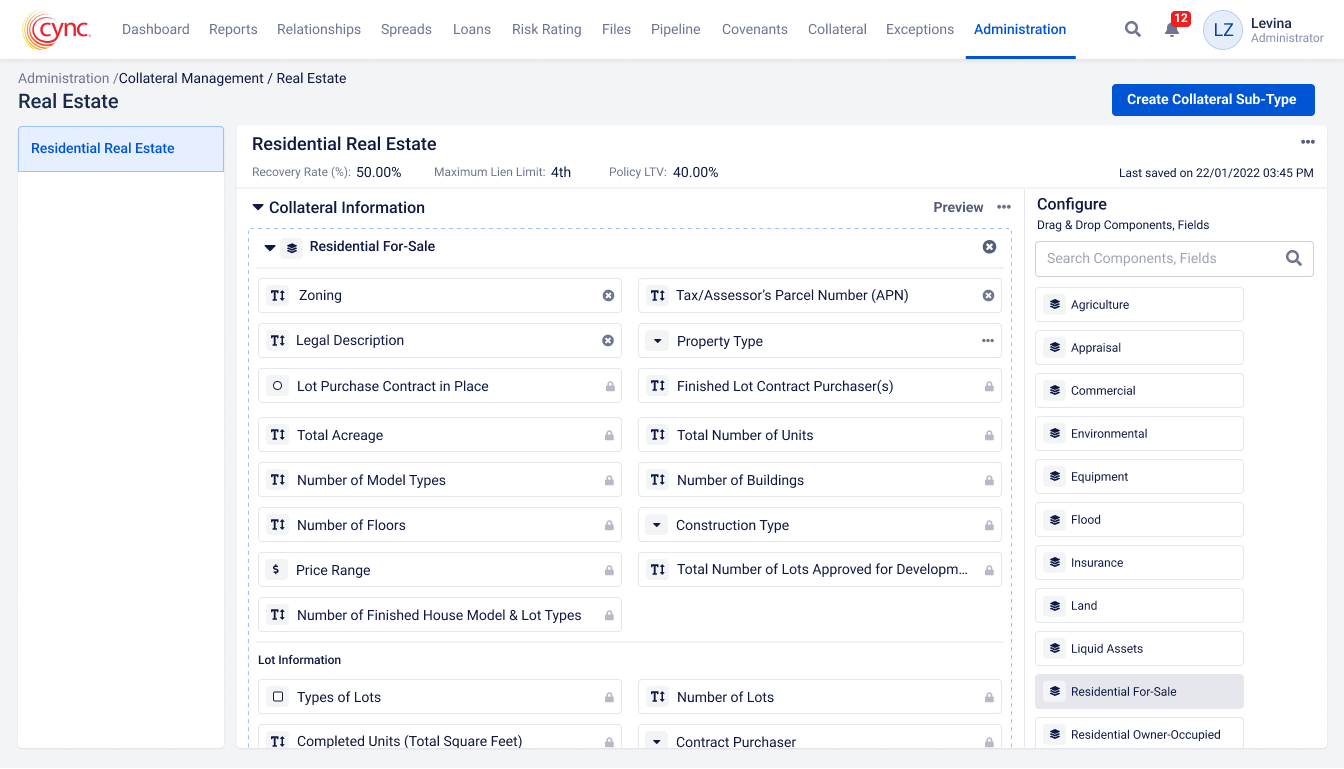 cync
Dashboard Reports Relationships Spreads Loans Risk Rating Files Pipeline Covenants Collateral Exceptions Administration
12
LZ
Levina
Administrator
Administration /Collateral Management / Real Estate
Real Estate
Create Collateral Sub-Type
Residential Real Estate
Residential Real Estate
Recovery Rate (%): 50.00% Maximum Lien Limit: 4th Policy LTV: 40.00%
Last saved on 22/01/2022 03:45 PM
Collateral Information
Preview
Residential For-Sale
Zoning
Tax/Assessor's Parcel Number (APN)
Legal Description
Property Type
Lot Purchase Contract in Place
Finished Lot Contract Purchaser(s)
Total Acreage
Total Number of Units
Number of Model Types
Number of Buildings
Number of Floors
Construction Type
Price Range
Total Number of Lots Approved for Developm...
Number of Finished House Model & Lot Types
Lot Information
Types of Lots
Number of Lots
Completed Units (Total Square Feet)
Contract Purchaser
Configure
Drag & Drop Components, Fields
Search Components, Fields
Agriculture
Appraisal
Commercial
Environmental
Equipment
Flood
Insurance
Land
Liquid Assets
Residential For-Sale
Residential Owner-Occupied